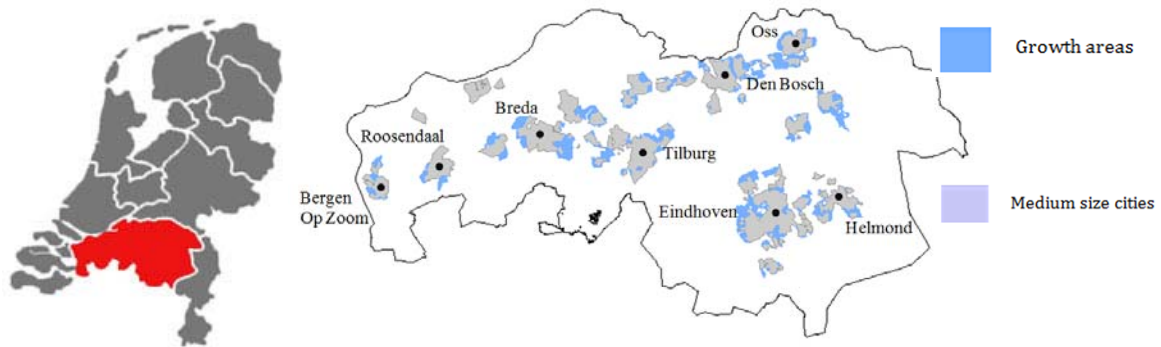 Oss
Growth areas
Den Bosch
Breda
Roosendaal
Tilburg
Bergen
Op Zoom
Eindhoven
Helmond
Medium size cities